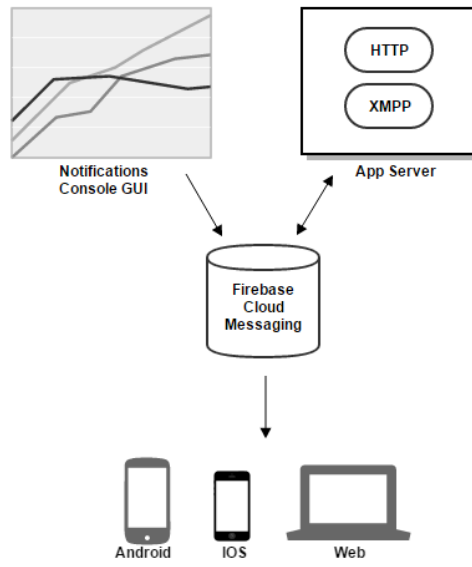 HTTP
XMPP
Notifications
Console GUI
App Server
Firebase
Cloud
Messaging
Android
IOS
Web